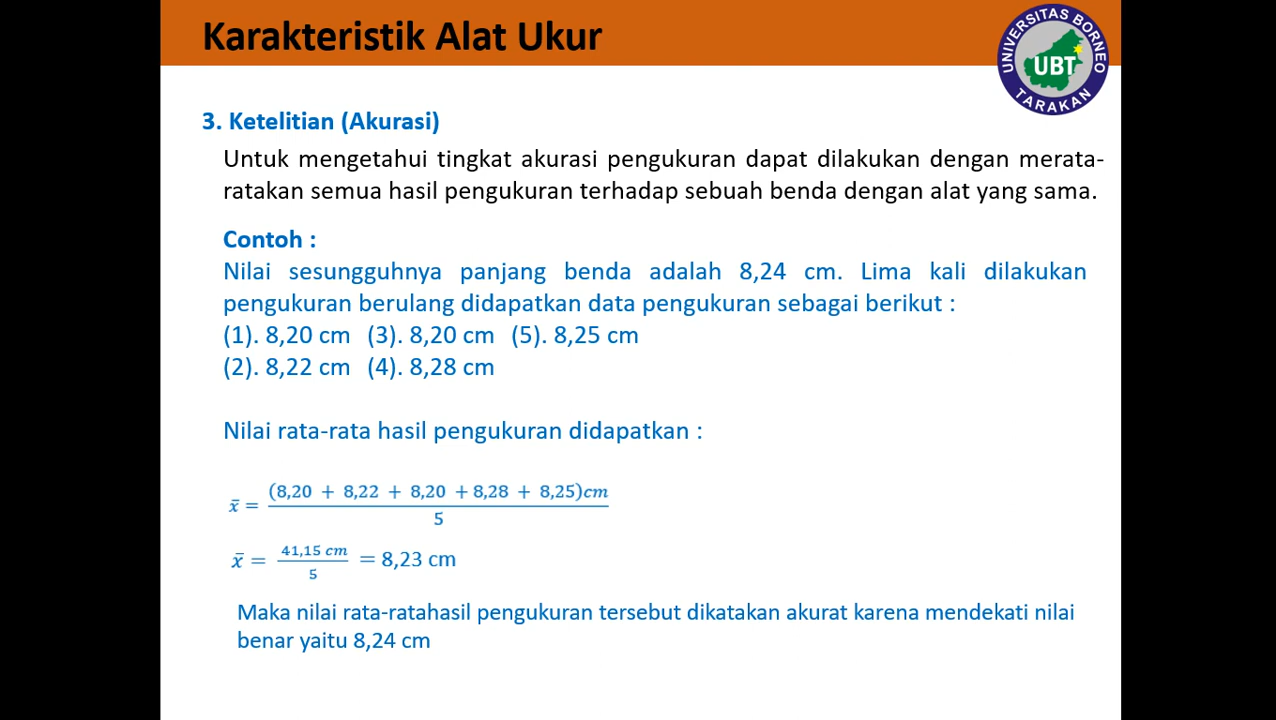 Karakteristik Alat Ukur
UNIVERSITAS BORNEO
UBT
TARAKAN
3. Ketelitian (Akurasi)
Untuk mengetahui tingkat akurasi pengukuran dapat dilakukan dengan merata-
ratakan semua hasil pengukuran terhadap sebuah benda dengan alat yang sama.
Contoh :
Nilai sesungguhnya panjang benda adalah 8,24 cm. Lima kali dilakukan
pengukuran berulang didapatkan data pengukuran sebagai berikut :
(1). 8,20 cm (3). 8,20 cm (5). 8,25 cm
(2). 8,22 cm (4). 8,28 cm
Nilai rata-rata hasil pengukuran didapatkan :
x̄ = (8,20 + 8,22 + 8,20 +8,28 + 8,25)cm
5
x̄ = 41,15 cm = 8,23 cm
5
Maka nilai rata-ratahasil pengukuran tersebut dikatakan akurat karena mendekati nilai
benar yaitu 8,24 cm